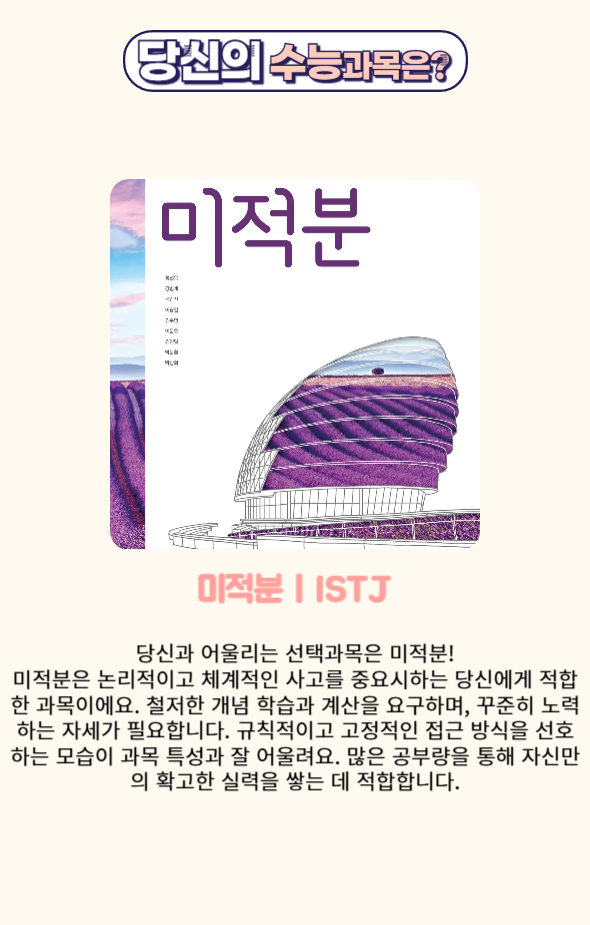 당신의 수능과목은?
미적분
미적분 | ISTJ
당신과 어울리는 선택과목은 미적분!
미적분은 논리적이고 체계적인 사고를 중요시하는 당신에게 적합
한 과목이에요. 철저한 개념 학습과 계산을 요구하며, 꾸준히 노력
하는 자세가 필요합니다. 규칙적이고 고정적인 접근 방식을 선호
하는 모습이 과목 특성과 잘 어울려요. 많은 공부량을 통해 자신만
의 확고한 실력을 쌓는 데 적합합니다.